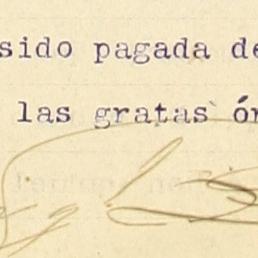 sido pagada de
las gratas ór